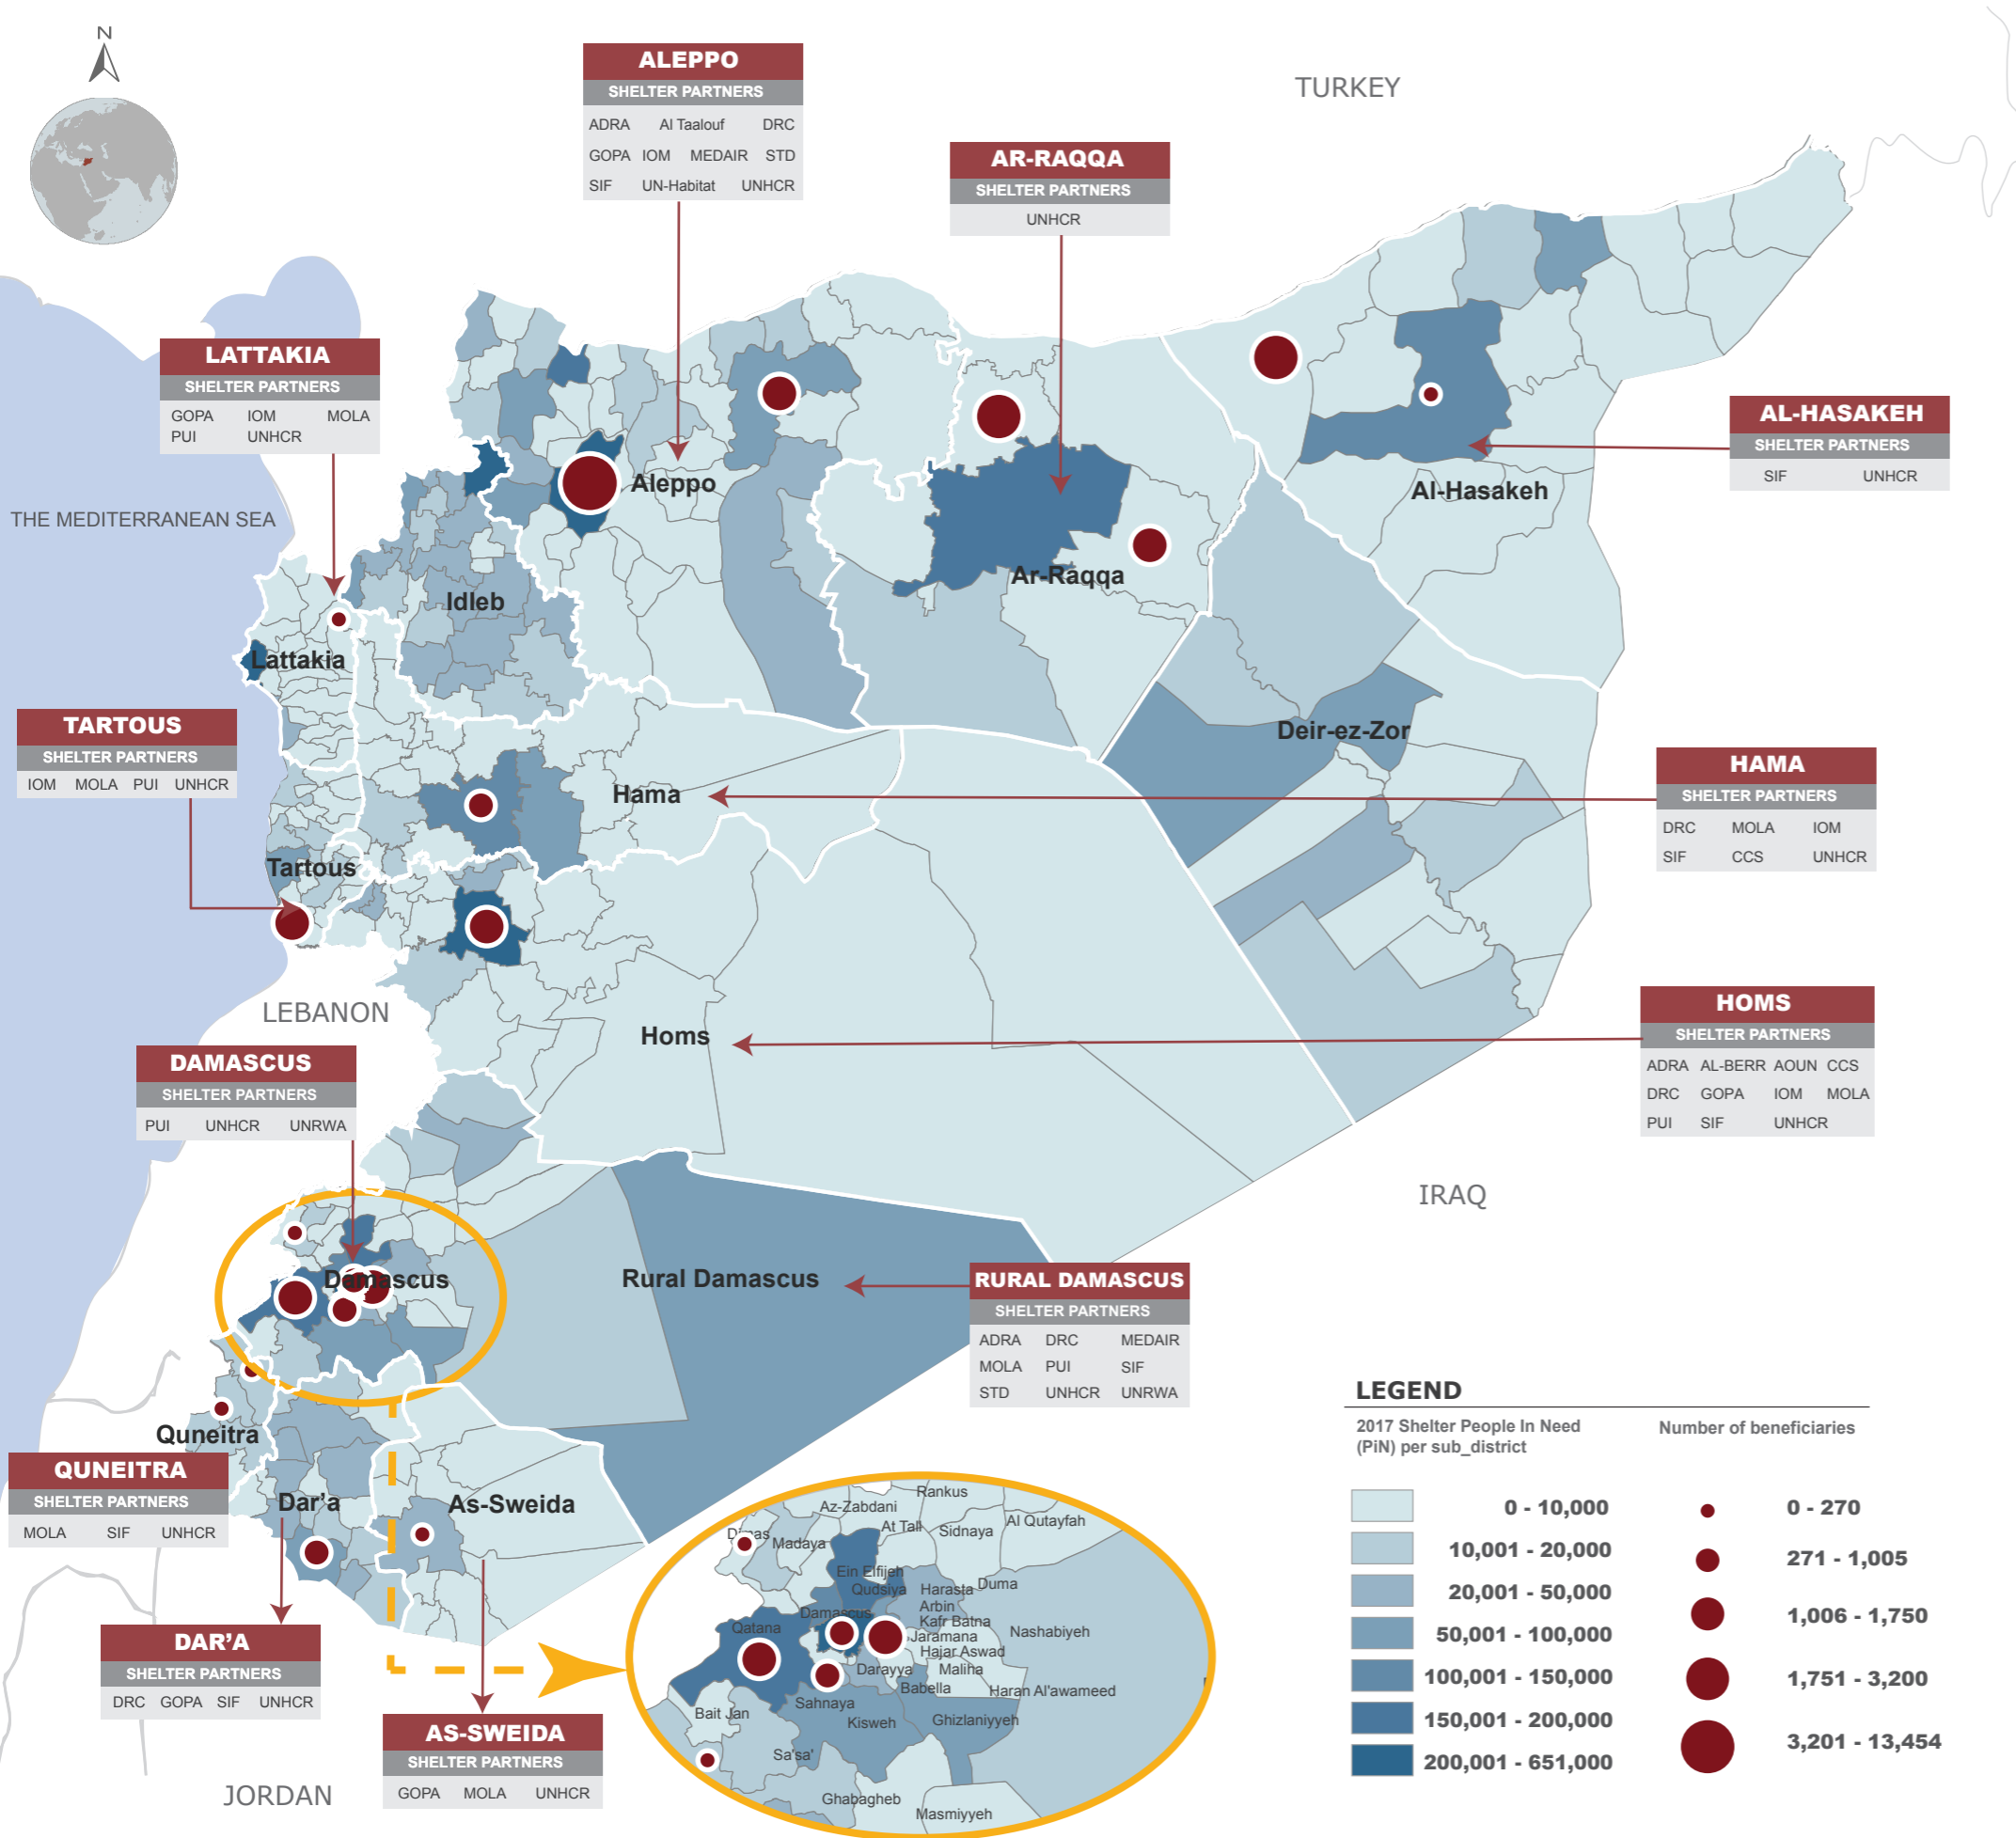 N
TURKEY
ALEPPO
SHELTER PARTNERS
ADRA Al Taalouf DRC
GOPA IOM MEDAIR STD
SIF UN-Habitat UNHCR
AR-RAQQA
SHELTER PARTNERS
UNHCR
LATTAKIA
SHELTER PARTNERS
GOPA IOM MOLA
PUI UNHCR
AL-HASAKEH
SHELTER PARTNERS
SIF UNHCR
THE MEDITERRANEAN SEA
Aleppo
Al-Hasakeh
Ar-Raqqa
Idleb
Lattakia
TARTOUS
SHELTER PARTNERS
IOM MOLA PUI UNHCR
Deir-ez-Zor
Hama
HAMA
SHELTER PARTNERS
DRC MOLA IOM
SIF CCS UNHCR
Tartous
LEBANON
Homs
HOMS
SHELTER PARTNERS
ADRA AL-BERR AOUN CCS
DRC GOPA IOM MOLA
PUI SIF UNHCR
DAMASCUS
SHELTER PARTNERS
PUI UNHCR UNRWA
IRAQ
Damascus
Rural Damascus
RURAL DAMASCUS
SHELTER PARTNERS
ADRA DRC MEDAIR
MOLA PUI SIF
STD UNHCR UNRWA
Quneitra
QUNEITRA
SHELTER PARTNERS
MOLA SIF UNHCR
Dar'a
As-Sweida
DAR'A
SHELTER PARTNERS
DRC GOPA SIF UNHCR
AS-SWEIDA
SHELTER PARTNERS
GOPA MOLA UNHCR
JORDAN
Rankus
Az-Zabdani
Al Qutayfah
At Tall
Sidnaya
Dimas
Madaya
Ein Elfijeh
Qudsiya
Harasta
Duma
Arbin
Damascus
Kafr Batna
Qatana
Jaramana
Nashabiyeh
Hajar Aswad
Darayya
Maliha
Babella
Haran Al'awameed
Sahnaya
Bait Jan
Kisweh
Ghizlaniyyeh
Sa'sa'
Ghabagheb
Masmiyyeh
LEGEND
2017 Shelter People In Need
(PiN) per sub_district
0 - 10,000
10,001 - 20,000
20,001 - 50,000
50,001 - 100,000
100,001 - 150,000
150,001 - 200,000
200,001 - 651,000
Number of beneficiaries
0 - 270
271 - 1,005
1,006 - 1,750
1,751 - 3,200
3,201 - 13,454